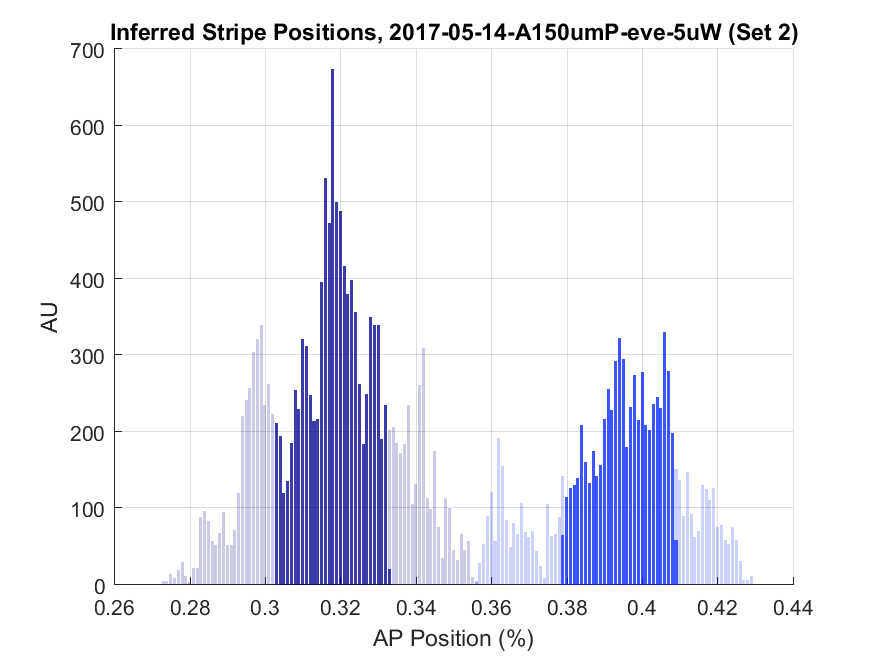 Inferred Stripe Positions, 2017-05-14-A150umP-eve-5uW (Set 2)
700
600
500
400
300
200
100
0
AU
0.26 0.28 0.3 0.32 0.34 0.36 0.38 0.4 0.42 0.44
AP Position (%)